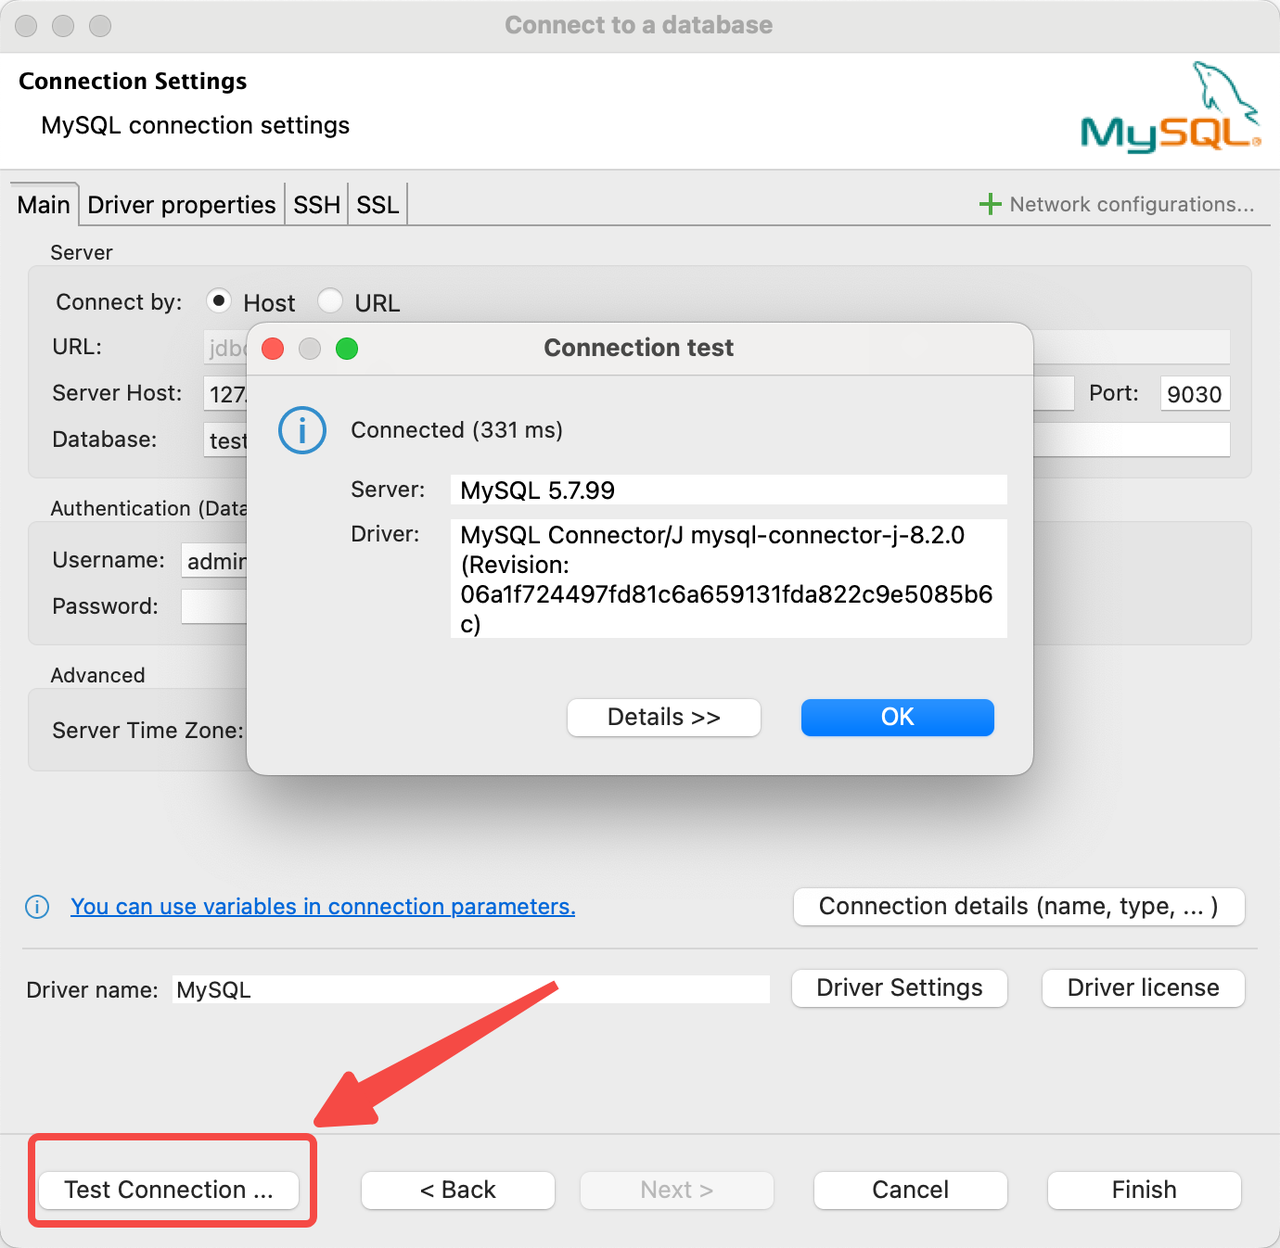 Connect to a database
Connection Settings
MySQL connection settings
MySQL®
Main Driver properties SSH SSL Network configurations...
Server
Connect by: Host URL
URL: jdbc
Server Host: 127. Port: 9030
Database: test
Authentication (Data
Username: admin
Password:
Advanced
Server Time Zone:
Connection test
Connected (331 ms)
Server: MySQL 5.7.99
Driver: MySQL Connector/J mysql-connector-j-8.2.0
(Revision:
06a1f724497fd81c6a659131fda822c9e5085b6
c)
Details >> OK
You can use variables in connection parameters. Connection details (name, type, ... )
Driver name: MySQL Driver Settings Driver license
Test Connection ... < Back Next > Cancel Finish